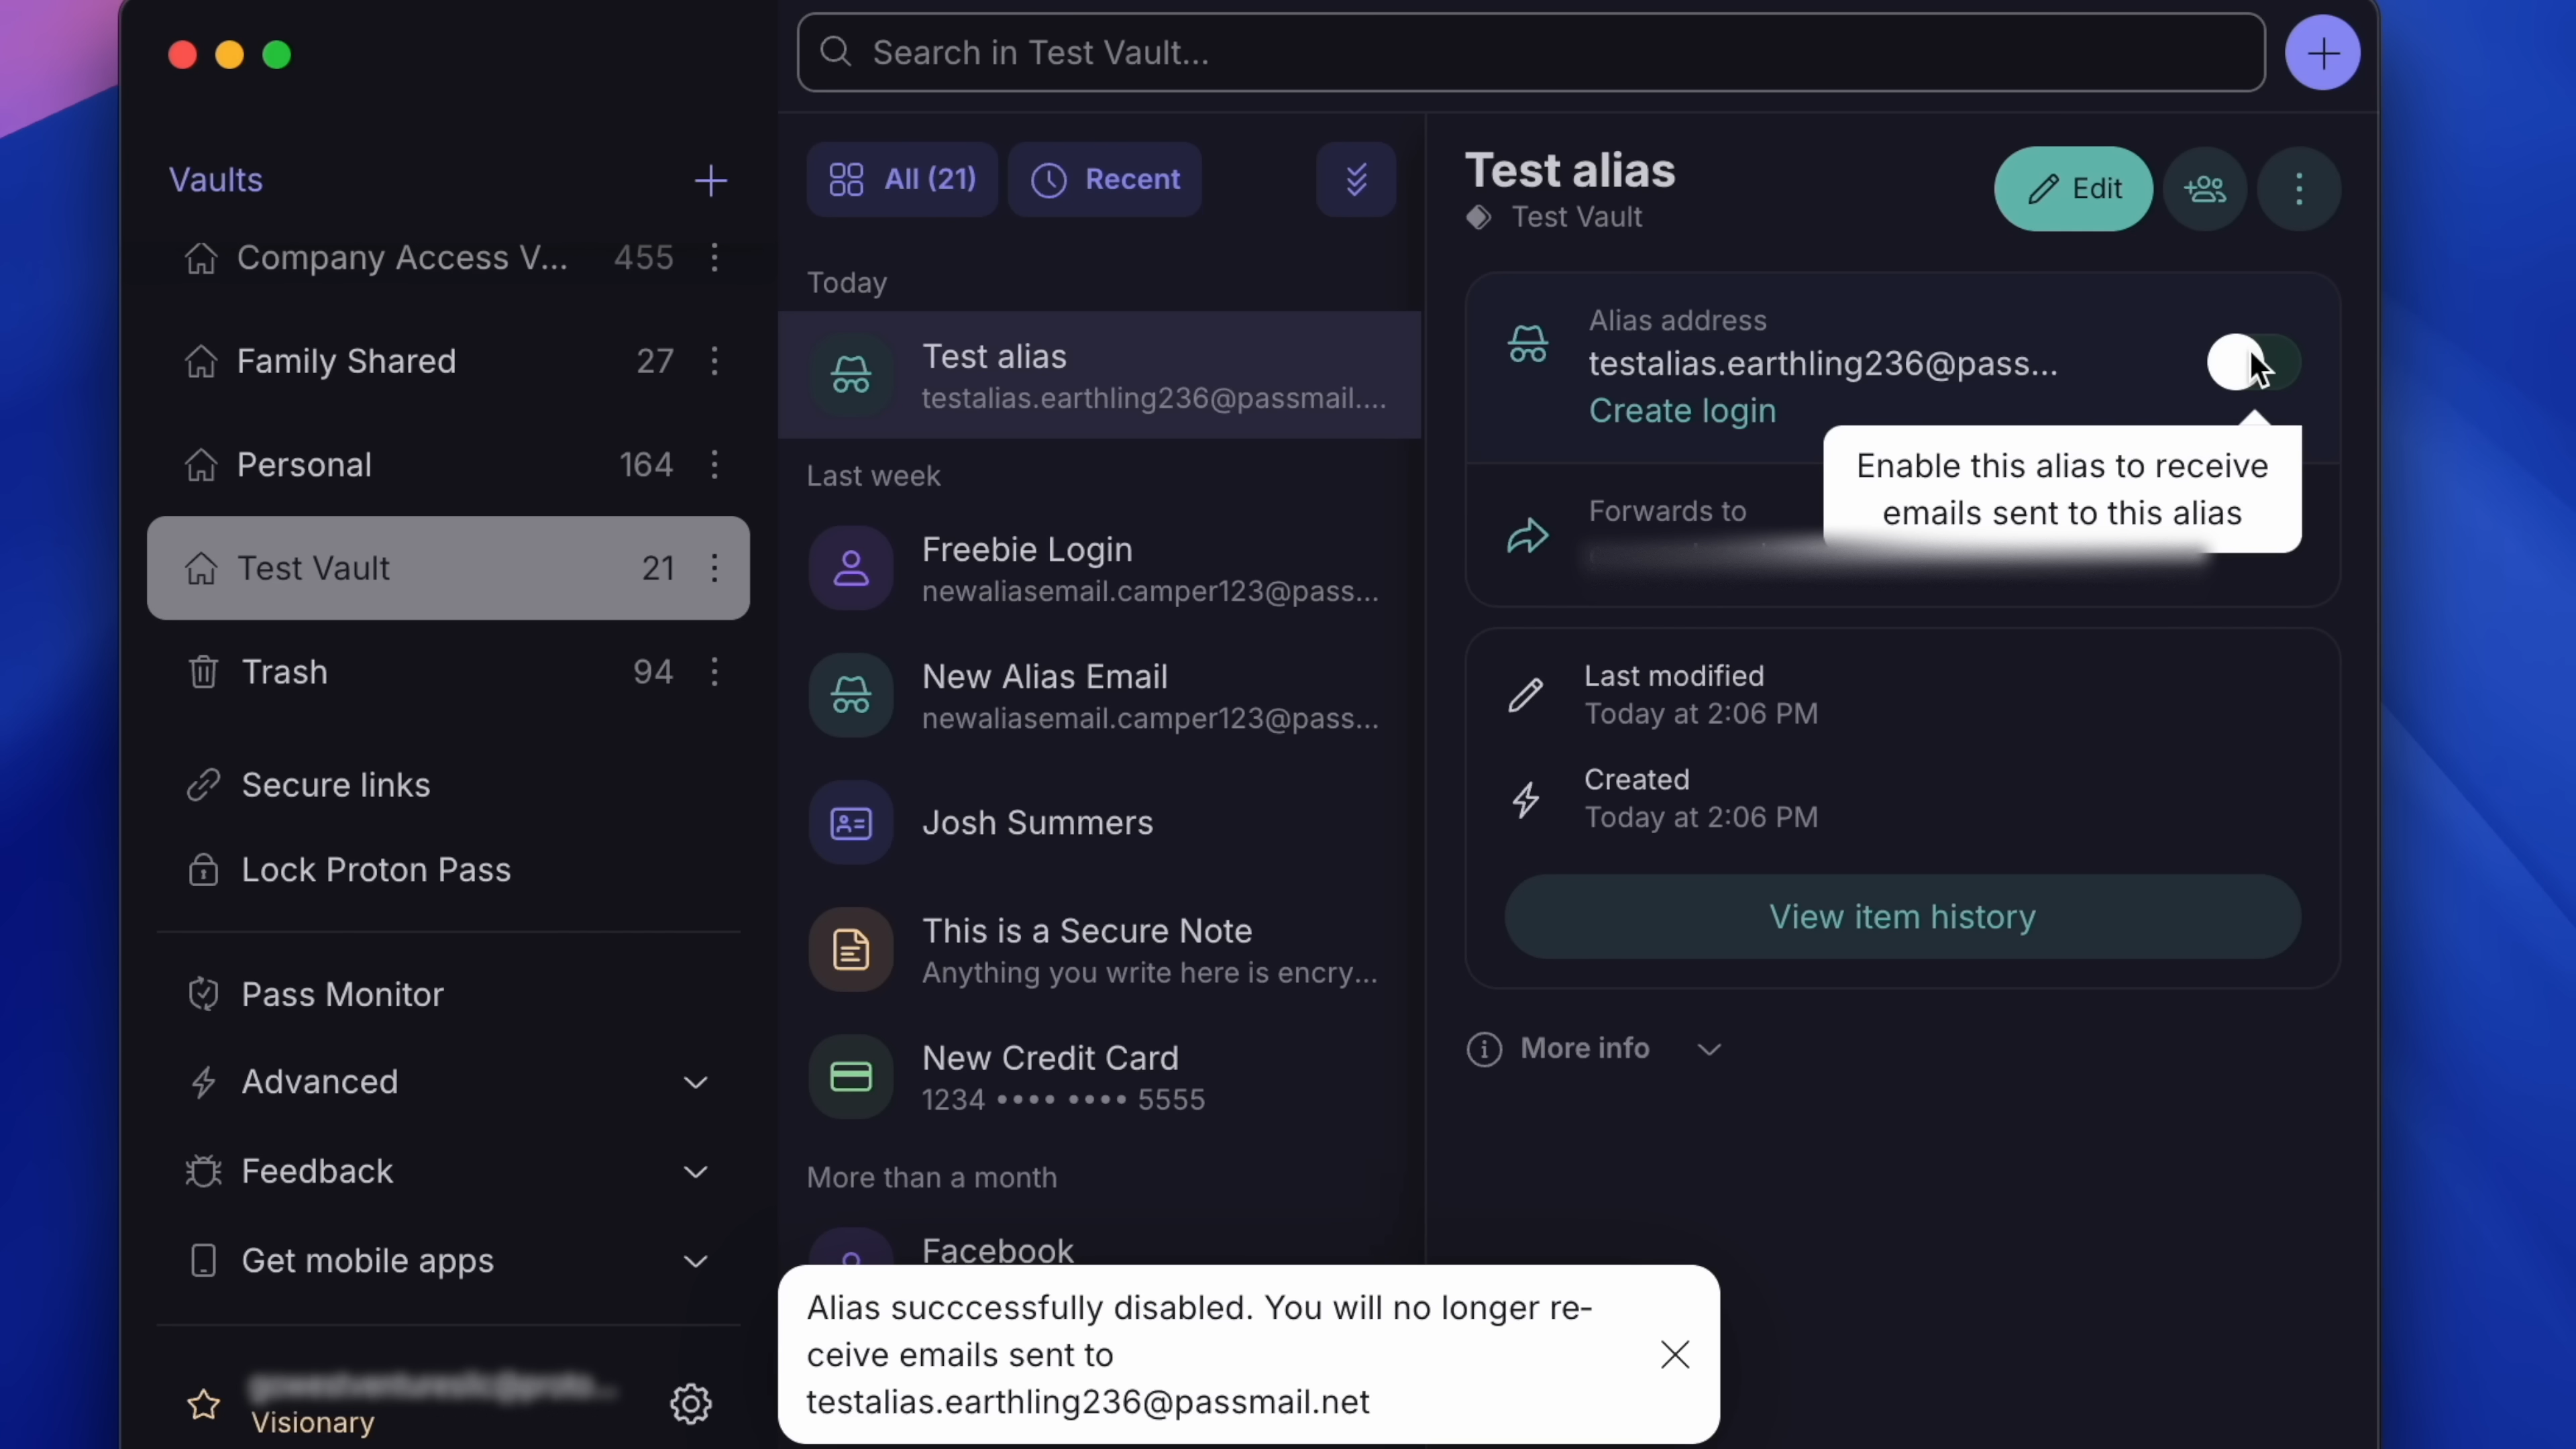 Search in Test Vault...
Vaults
Company Access V... 455
Family Shared 27
Personal 164
Test Vault 21
Trash 94
Secure links
Lock Proton Pass
Pass Monitor
Advanced
Feedback
Get mobile apps
Visionary
All (21) Recent
Today
Test alias
testalias.earthling236@passmail....
Last week
Freebie Login
newaliasemail.camper123@pass...
New Alias Email
newaliasemail.camper123@pass...
Josh Summers
This is a Secure Note
Anything you write here is encry...
New Credit Card
1234 •••• •••• 5555
More than a month
Facebook
Alias succcessfully disabled. You will no longer re-
ceive emails sent to
testalias.earthling236@passmail.net
Test alias
Test Vault
Edit
Alias address
testalias.earthling236@pass...
Create login
Enable this alias to receive
emails sent to this alias
Forwards to
Last modified
Today at 2:06 PM
Created
Today at 2:06 PM
View item history
More info